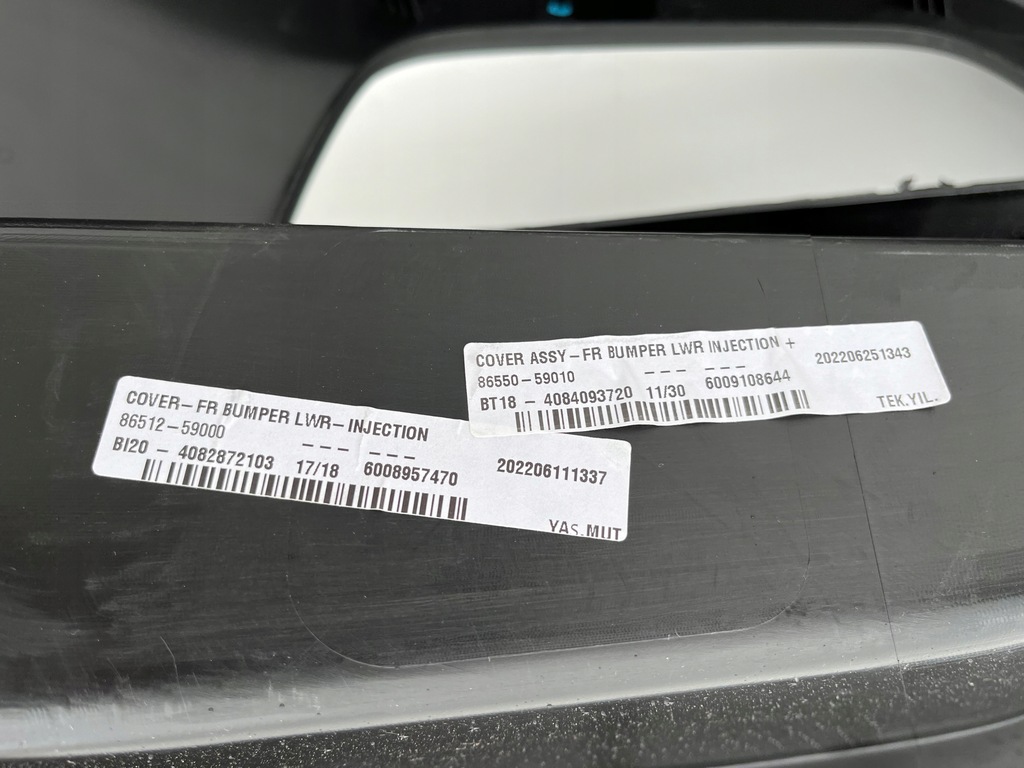 COVER-FR BUMPER LWR-INJECTION
86512-59000 --- ---
BI20 - 4082872103 17/18 6008957470 202206111337
YAS.MUT
COVER ASSY-FR BUMPER LWR INJECTION +
86550-59010 --- --- 202206251343
BT18 - 4084093720 11/30 6009108644
TEK.YIL.